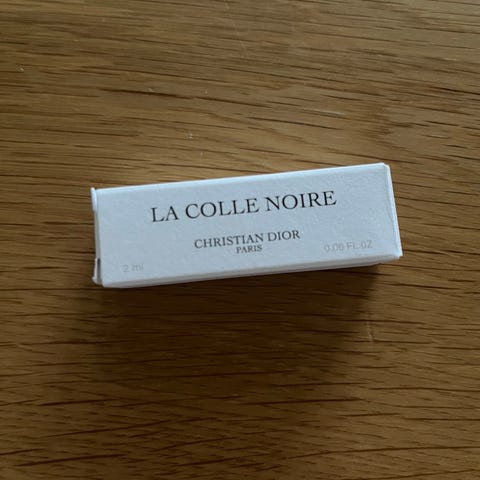 LA COLLE NOIRE
CHRISTIAN DIOR
PARIS
2 ml
0.06 FL.OZ